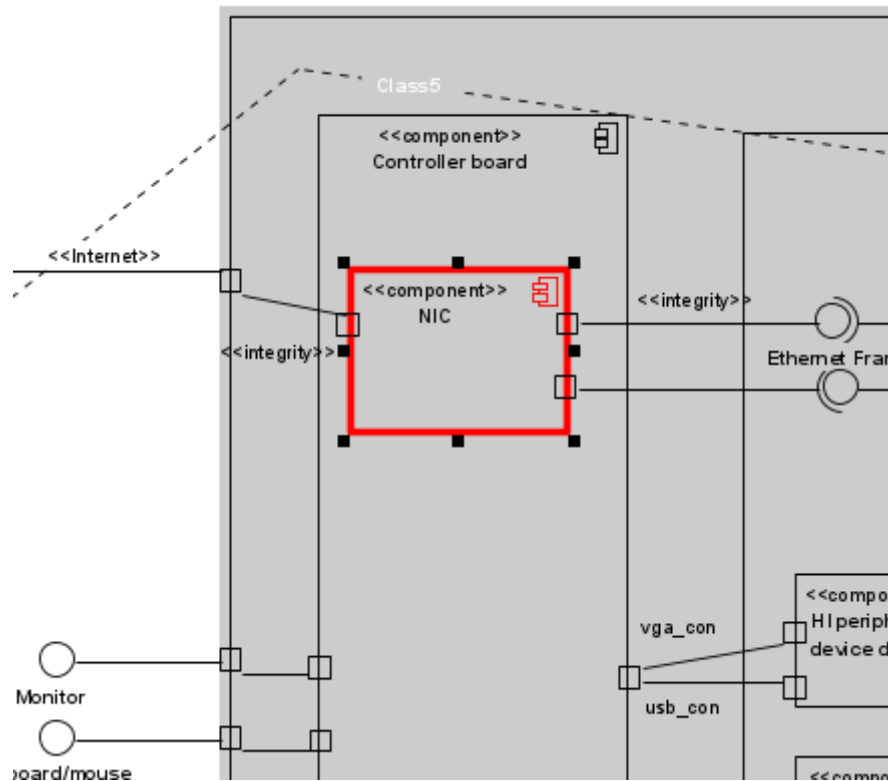 Class5
<<component>>
Controller board
<<Internet>>
<<component>>
NIC
<<integrity>>
<<integrity>>
Ethernet Fra
<<compo
HI periph
device d
vga_con
usb_con
Monitor
board/mouse
<<compo